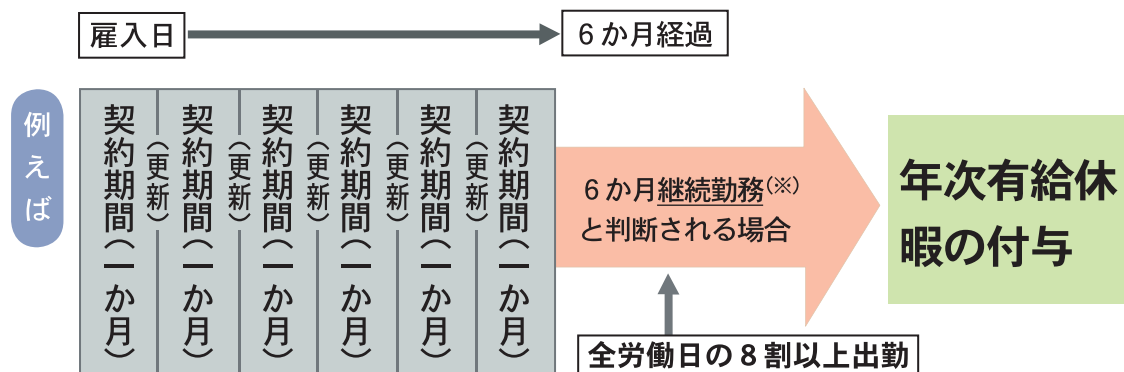 雇入日
6か月経過
例えば
契約期間（一か月）
（更新）
契約期間（一か月）
（更新）
契約期間（一か月）
（更新）
契約期間（一か月）
（更新）
契約期間（一か月）
（更新）
契約期間（一か月）
6か月継続勤務(※)
と判断される場合
全労働日の8割以上出勤
年次有給休
暇の付与